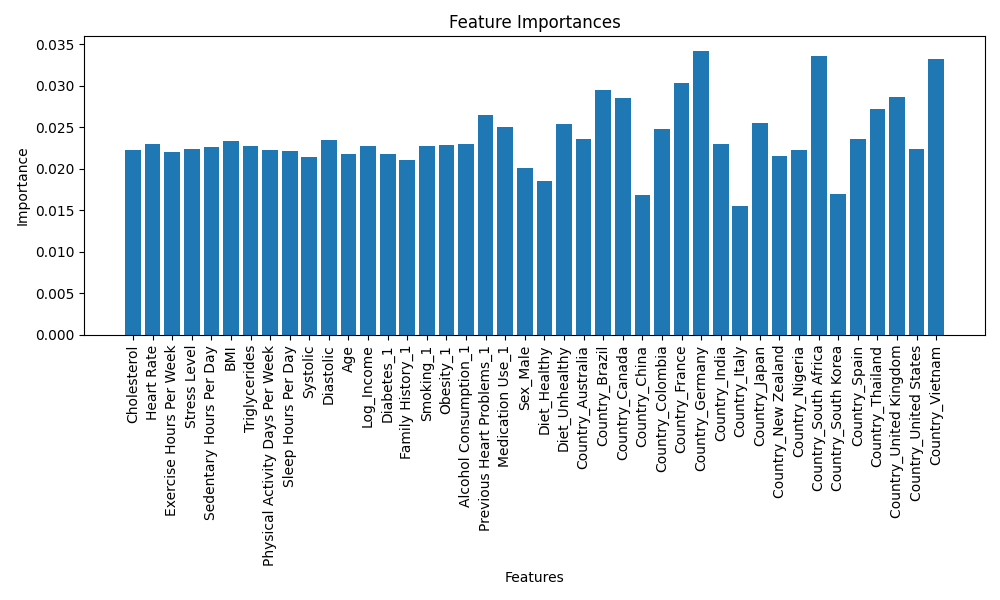 Feature Importances
Importance
0.035
0.030
0.025
0.020
0.015
0.010
0.005
0.000
Cholesterol
Heart Rate
Exercise Hours Per Week
Stress Level
Sedentary Hours Per Day
BMI
Triglycerides
Physical Activity Days Per Week
Sleep Hours Per Day
Systolic
Diastolic
Age
Log_Income
Diabetes_1
Family History_1
Smoking_1
Obesity_1
Alcohol Consumption_1
Previous Heart Problems_1
Medication Use_1
Sex_Male
Diet_Healthy
Diet_Unhealthy
Country_Australia
Country_Brazil
Country_Canada
Country_China
Country_Colombia
Country_France
Country_Germany
Country_India
Country_Italy
Country_Japan
Country_New Zealand
Country_Nigeria
Country_South Africa
Country_South Korea
Country_Spain
Country_Thailand
Country_United Kingdom
Country_United States
Country_Vietnam
Features